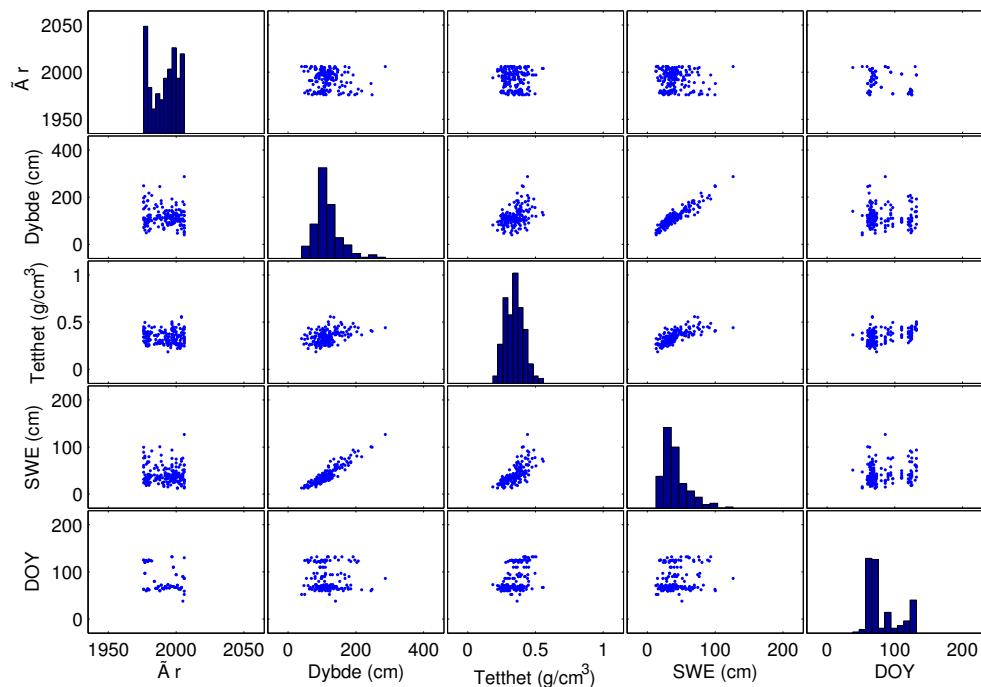 2050
2000
1950
Ã r
400
200
0
Dybde (cm)
1
0.5
0
Tetthet (g/cm³)
200
100
0
SWE (cm)
200
100
0
DOY
1950 2000 2050
0 200 400
0 0.5 1
0 100 200
0 100 200
Ã r
Dybde (cm)
Tetthet (g/cm³)
SWE (cm)
DOY